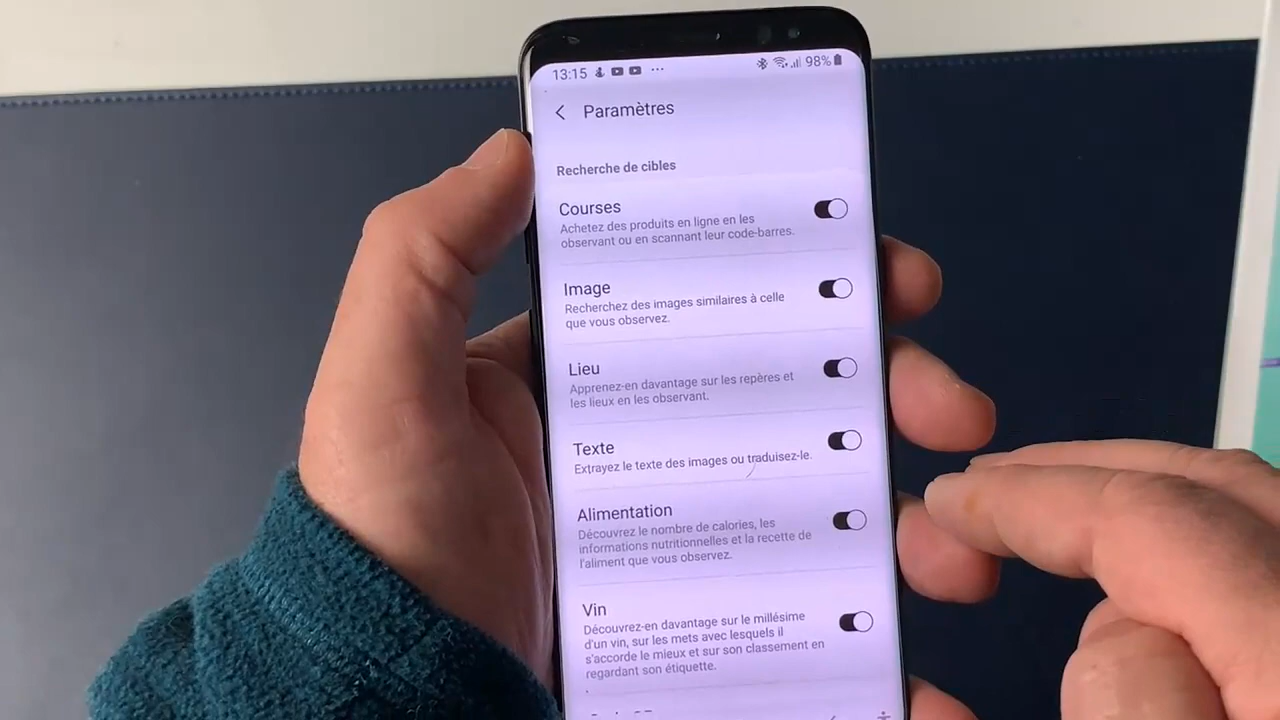 13:15 ... 98%
Paramètres
Recherche de cibles
Courses
Achetez des produits en ligne en les
observant ou en scannant leur code-barres.
Image
Recherchez des images similaires à celle
que vous observez.
Lieu
Apprenez-en davantage sur les repères et
les lieux en les observant.
Texte
Extrayez le texte des images ou traduisez-le.
Alimentation
Découvrez le nombre de calories, les
informations nutritionnelles et la recette de
l'aliment que vous observez.
Vin
Découvrez-en davantage sur le millésime
d'un vin, sur les mets avec lesquels il
s'accorde le mieux et sur son classement en
regardant son étiquette.